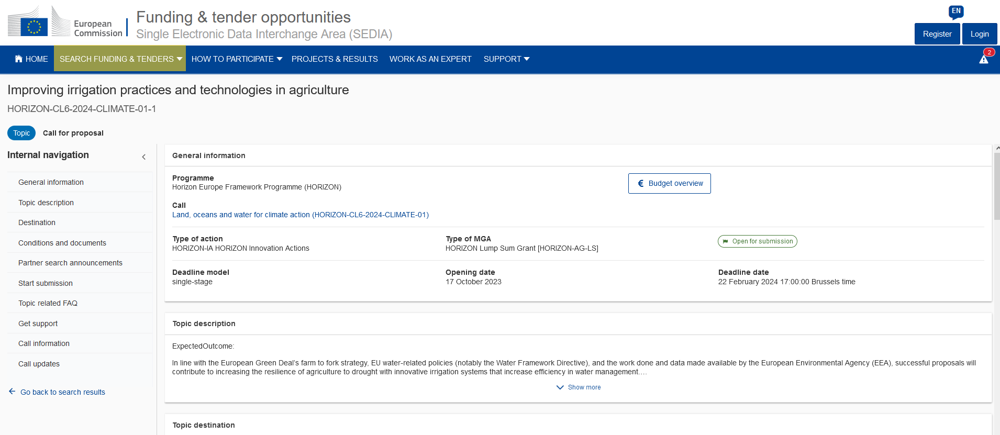 European
Commission
Funding & tender opportunities
Single Electronic Data Interchange Area (SEDIA)
EN
Register
Login
HOME
SEARCH FUNDING & TENDERS
HOW TO PARTICIPATE
PROJECTS & RESULTS
WORK AS AN EXPERT
SUPPORT
2
Improving irrigation practices and technologies in agriculture
HORIZON-CL6-2024-CLIMATE-01-1
Topic
Call for proposal
Internal navigation
General information
Topic description
Destination
Conditions and documents
Partner search announcements
Start submission
Topic related FAQ
Get support
Call information
Call updates
Go back to search results
General information
Programme
Horizon Europe Framework Programme (HORIZON)
€ Budget overview
Call
Land, oceans and water for climate action (HORIZON-CL6-2024-CLIMATE-01)
Type of action
HORIZON-IA HORIZON Innovation Actions
Type of MGA
HORIZON Lump Sum Grant [HORIZON-AG-LS]
Open for submission
Deadline model
single-stage
Opening date
17 October 2023
Deadline date
22 February 2024 17:00:00 Brussels time
Topic description
ExpectedOutcome:
In line with the European Green Deal's farm to fork strategy, EU water-related policies (notably the Water Framework Directive), and the work done and data made available by the European Environmental Agency (EEA), successful proposals will
contribute to increasing the resilience of agriculture to drought with innovative irrigation systems that increase efficiency in water management....
Show more
Topic destination